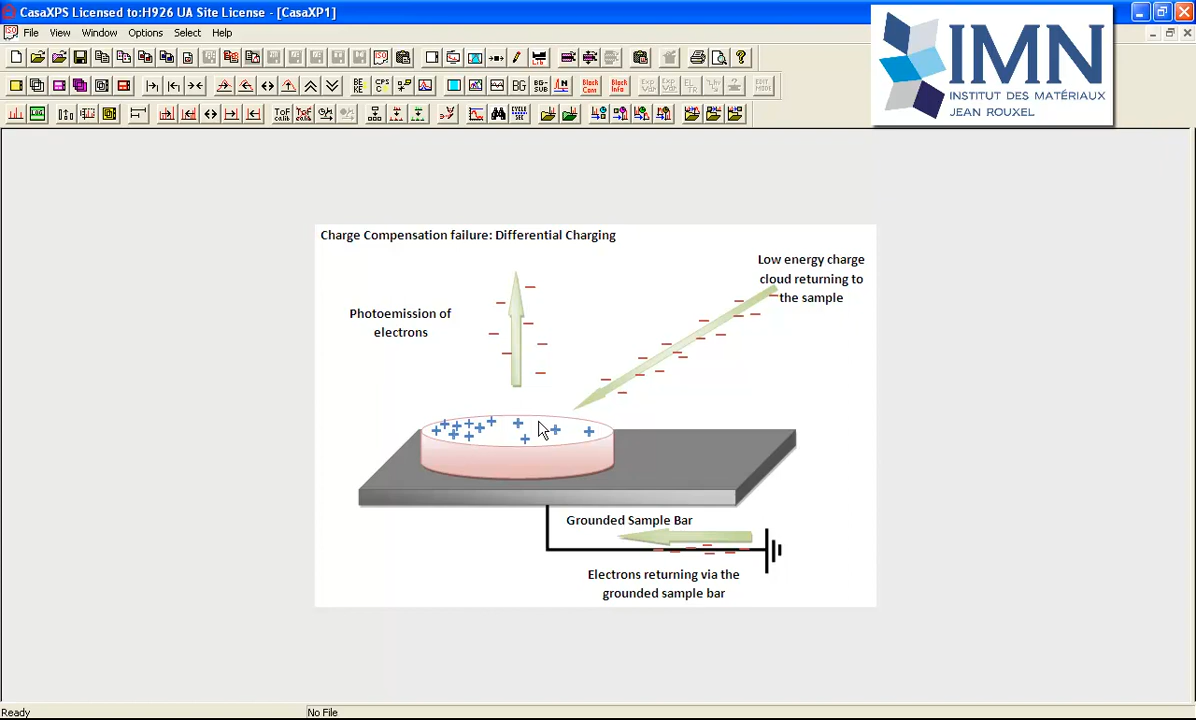 CasaXPS Licensed to:H926 UA Site License - [CasaXP1]
File View Window Options Select Help
IMN
INSTITUT DES MATÉRIAUX
JEAN ROUXEL
Charge Compensation failure: Differential Charging
Low energy charge
cloud returning to
the sample
Photoemission of
electrons
Grounded Sample Bar
Electrons returning via the
grounded sample bar
Ready No File